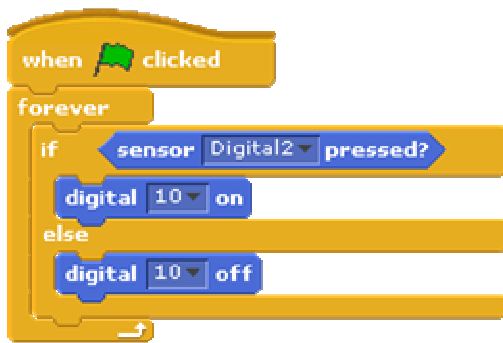 when clicked
forever
if sensor Digital2 pressed?
digital 10 on
else
digital 10 off